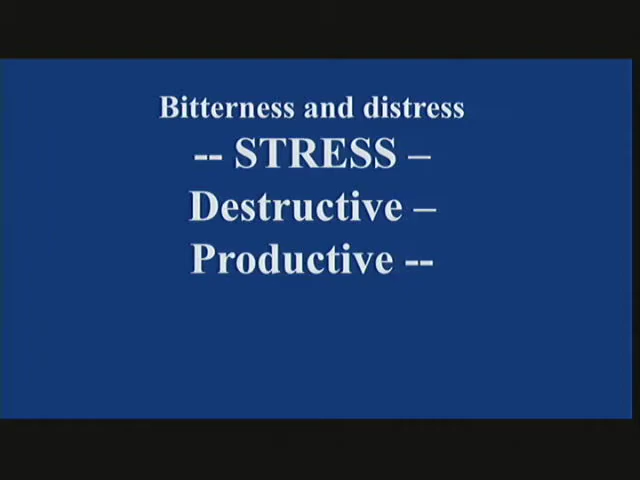 Bitterness and distress
-- STRESS –
Destructive –
Productive --